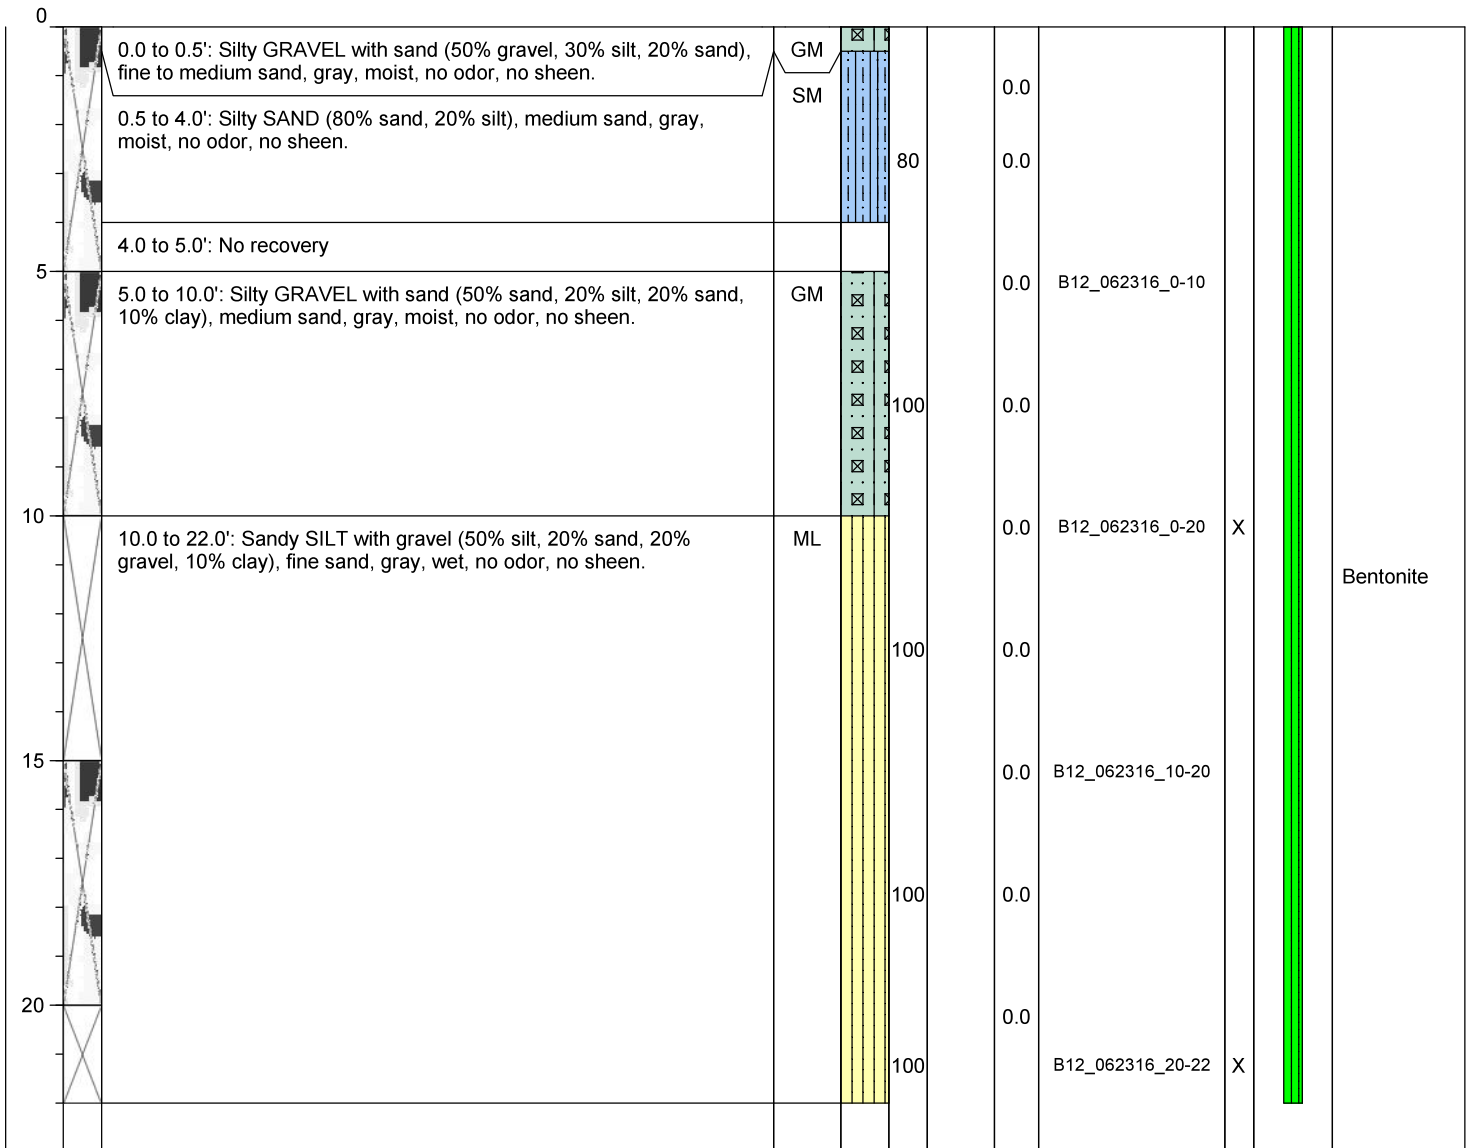 0
0.0 to 0.5': Silty GRAVEL with sand (50% gravel, 30% silt, 20% sand),
fine to medium sand, gray, moist, no odor, no sheen.
GM
SM
0.0
0.5 to 4.0': Silty SAND (80% sand, 20% silt), medium sand, gray,
moist, no odor, no sheen.
80
0.0
4.0 to 5.0': No recovery
5
5.0 to 10.0': Silty GRAVEL with sand (50% sand, 20% silt, 20% sand,
10% clay), medium sand, gray, moist, no odor, no sheen.
GM
0.0
B12_062316_0-10
100
0.0
10
10.0 to 22.0': Sandy SILT with gravel (50% silt, 20% sand, 20%
gravel, 10% clay), fine sand, gray, wet, no odor, no sheen.
ML
0.0
B12_062316_0-20
X
Bentonite
100
0.0
15
0.0
B12_062316_10-20
100
0.0
20
0.0
100
B12_062316_20-22
X